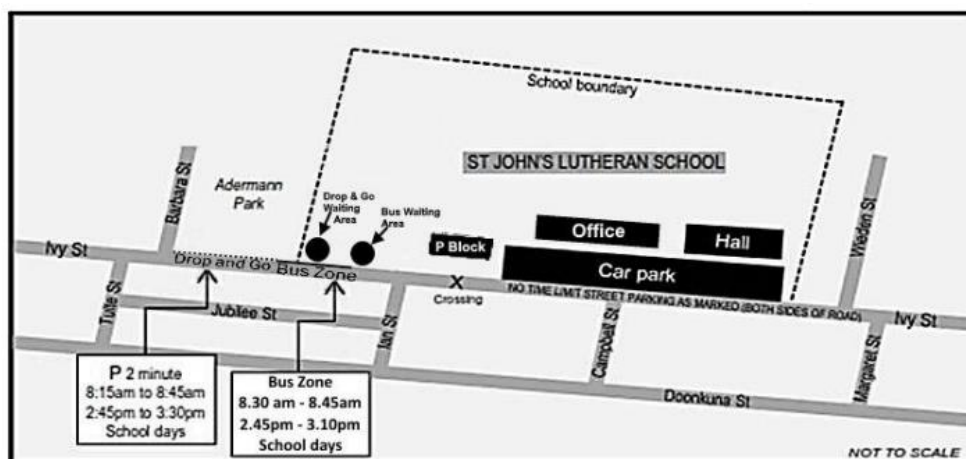 School boundary
ST JOHN'S LUTHERAN SCHOOL
Barbara St
Adermann
Park
Drop & Go
Waiting
Area
Bus Waiting
Area
P Block
Office
Hall
Car park
Wieden St
Ivy St
Drop and Go
Bus Zone
X
Crossing
NO TIME LIMIT STREET PARKING AS MARKED (BOTH SIDES OF ROAD)
Ivy St
Tutie St
Jubilee St
Ian St
Campbell St
Margaret St
Doonkuna St
P 2 minute
8:15am to 8:45am
2:45pm to 3:30pm
School days
Bus Zone
8.30 am - 8.45am
2.45pm - 3.10pm
School days
NOT TO SCALE